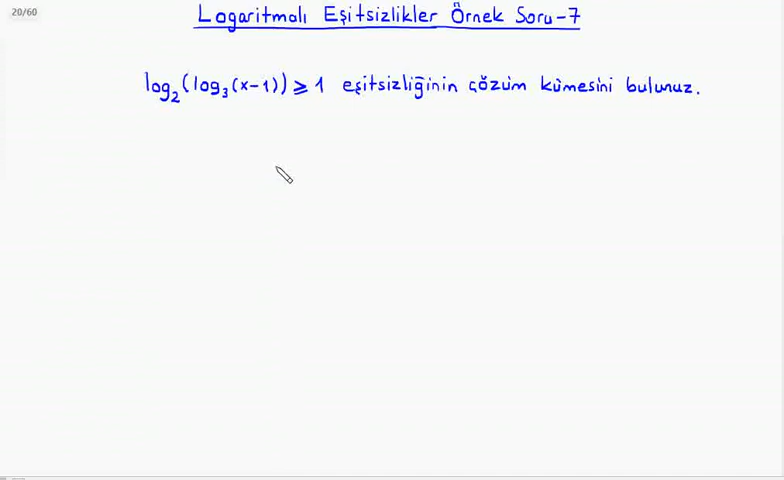 20/60
Logaritmalı Eşitsizlikler Örnek Soru-7
log₂(log₃(x-1)) ⩾ 1 eşitsizliğinin çözüm kümesini bulunuz.